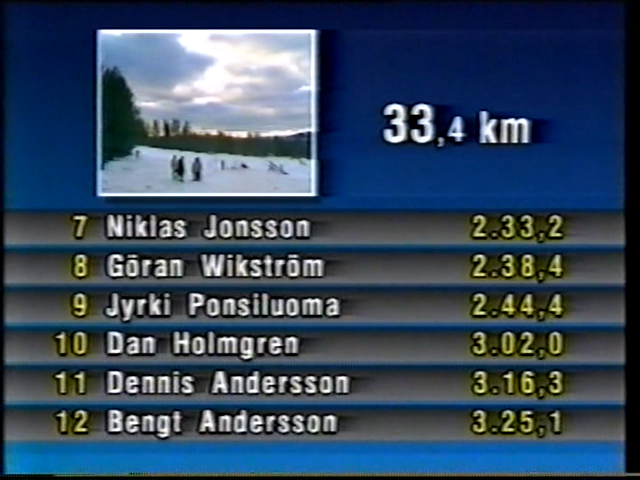 33,4 km
7 Niklas Jonsson 2.33,2
8 Göran Wikström 2.38,4
9 Jyrki Ponsiluoma 2.44,4
10 Dan Holmgren 3.02,0
11 Dennis Andersson 3.16,3
12 Bengt Andersson 3.25,1